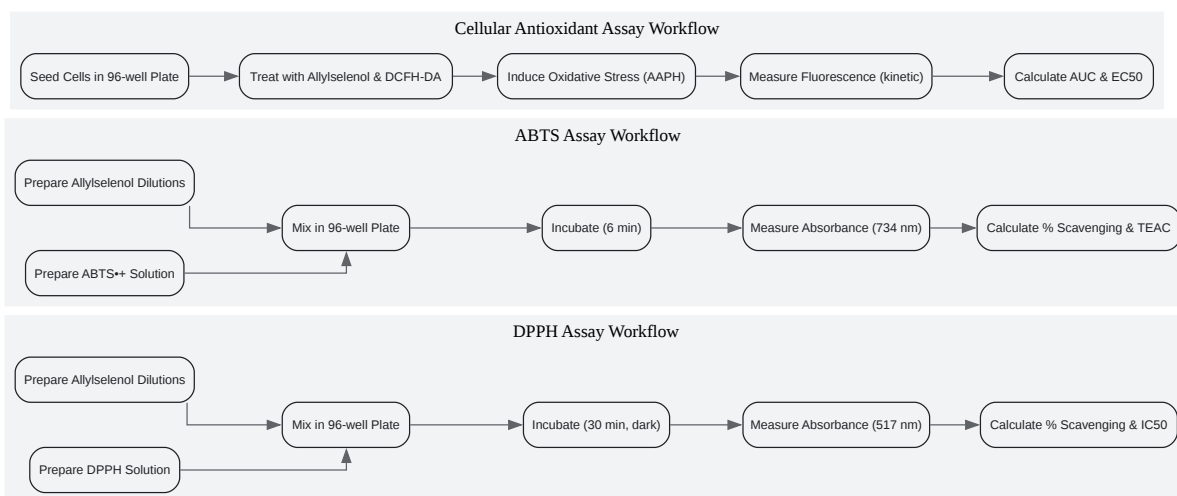 Cellular Antioxidant Assay Workflow
Seed Cells in 96-well Plate
Treat with Allylselenol & DCFH-DA
Induce Oxidative Stress (AAPH)
Measure Fluorescence (kinetic)
Calculate AUC & EC50
ABTS Assay Workflow
Prepare Allylselenol Dilutions
Prepare ABTS•+ Solution
Mix in 96-well Plate
Incubate (6 min)
Measure Absorbance (734 nm)
Calculate % Scavenging & TEAC
DPPH Assay Workflow
Prepare Allylselenol Dilutions
Prepare DPPH Solution
Mix in 96-well Plate
Incubate (30 min, dark)
Measure Absorbance (517 nm)
Calculate % Scavenging & IC50